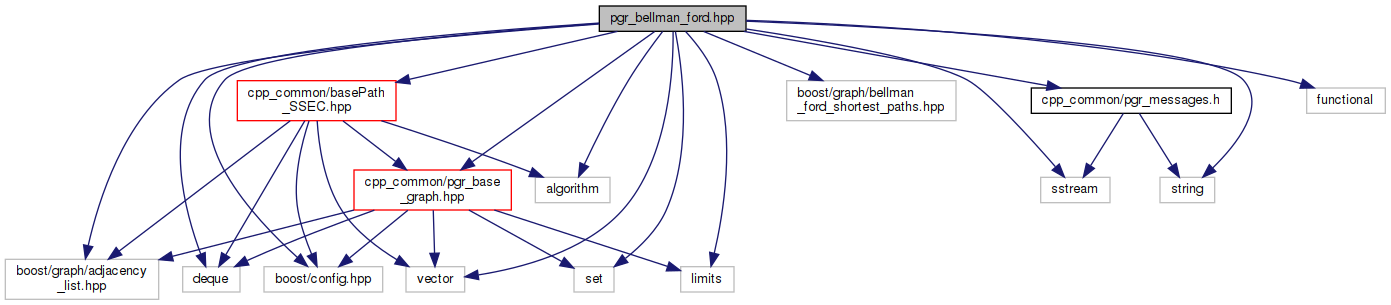 pgr_bellman_ford.hpp
cpp_common/basePath
_SSEC.hpp
boost/graph/bellman
_ford_shortest_paths.hpp
cpp_common/pgr_messages.h
functional
cpp_common/pgr_base
_graph.hpp
algorithm
sstream
string
boost/graph/adjacency
_list.hpp
deque
boost/config.hpp
vector
set
limits